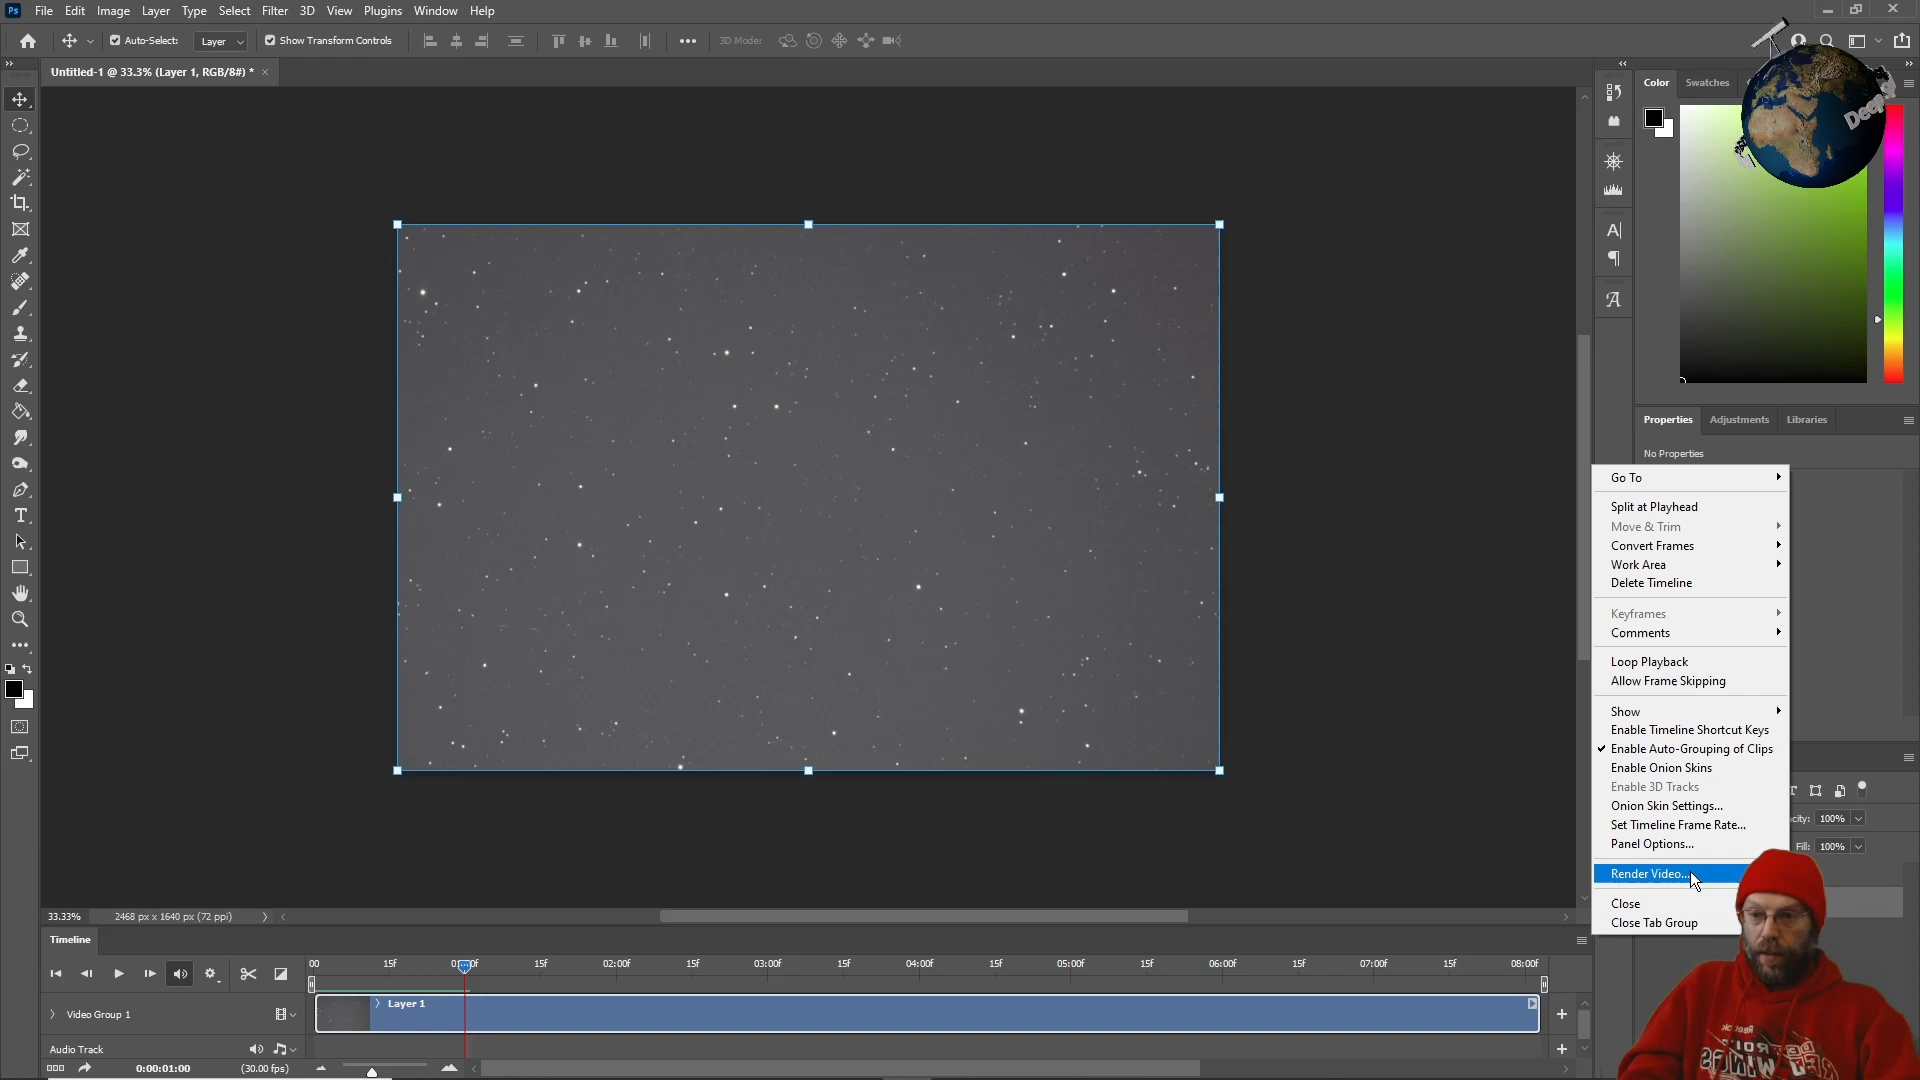 Ps File Edit Image Layer Type Select Filter 3D View Plugins Window Help
Auto-Select: Layer Show Transform Controls 3D Mode:
Untitled-1 @ 33.3% (Layer 1, RGB/8#) *
Color Swatches
Deep
Properties Adjustments Libraries
No Properties
Go To
Split at Playhead
Move & Trim
Convert Frames
Work Area
Delete Timeline
Keyframes
Comments
Loop Playback
Allow Frame Skipping
Show
Enable Timeline Shortcut Keys
Enable Auto-Grouping of Clips
Enable Onion Skins
Enable 3D Tracks
Onion Skin Settings...
Set Timeline Frame Rate...
Panel Options...
Render Video...
Close
Close Tab Group
100%
Fill: 100%
33.33% 2468 px x 1640 px (72 ppi)
Timeline
00 15f 15f 02:00f 15f 03:00f 15f 04:00f 15f 05:00f 15f 06:00f 15f 07:00f 15f 08:00f
Layer 1
Video Group 1
Audio Track
0:00:01:00 (30.00 fps)